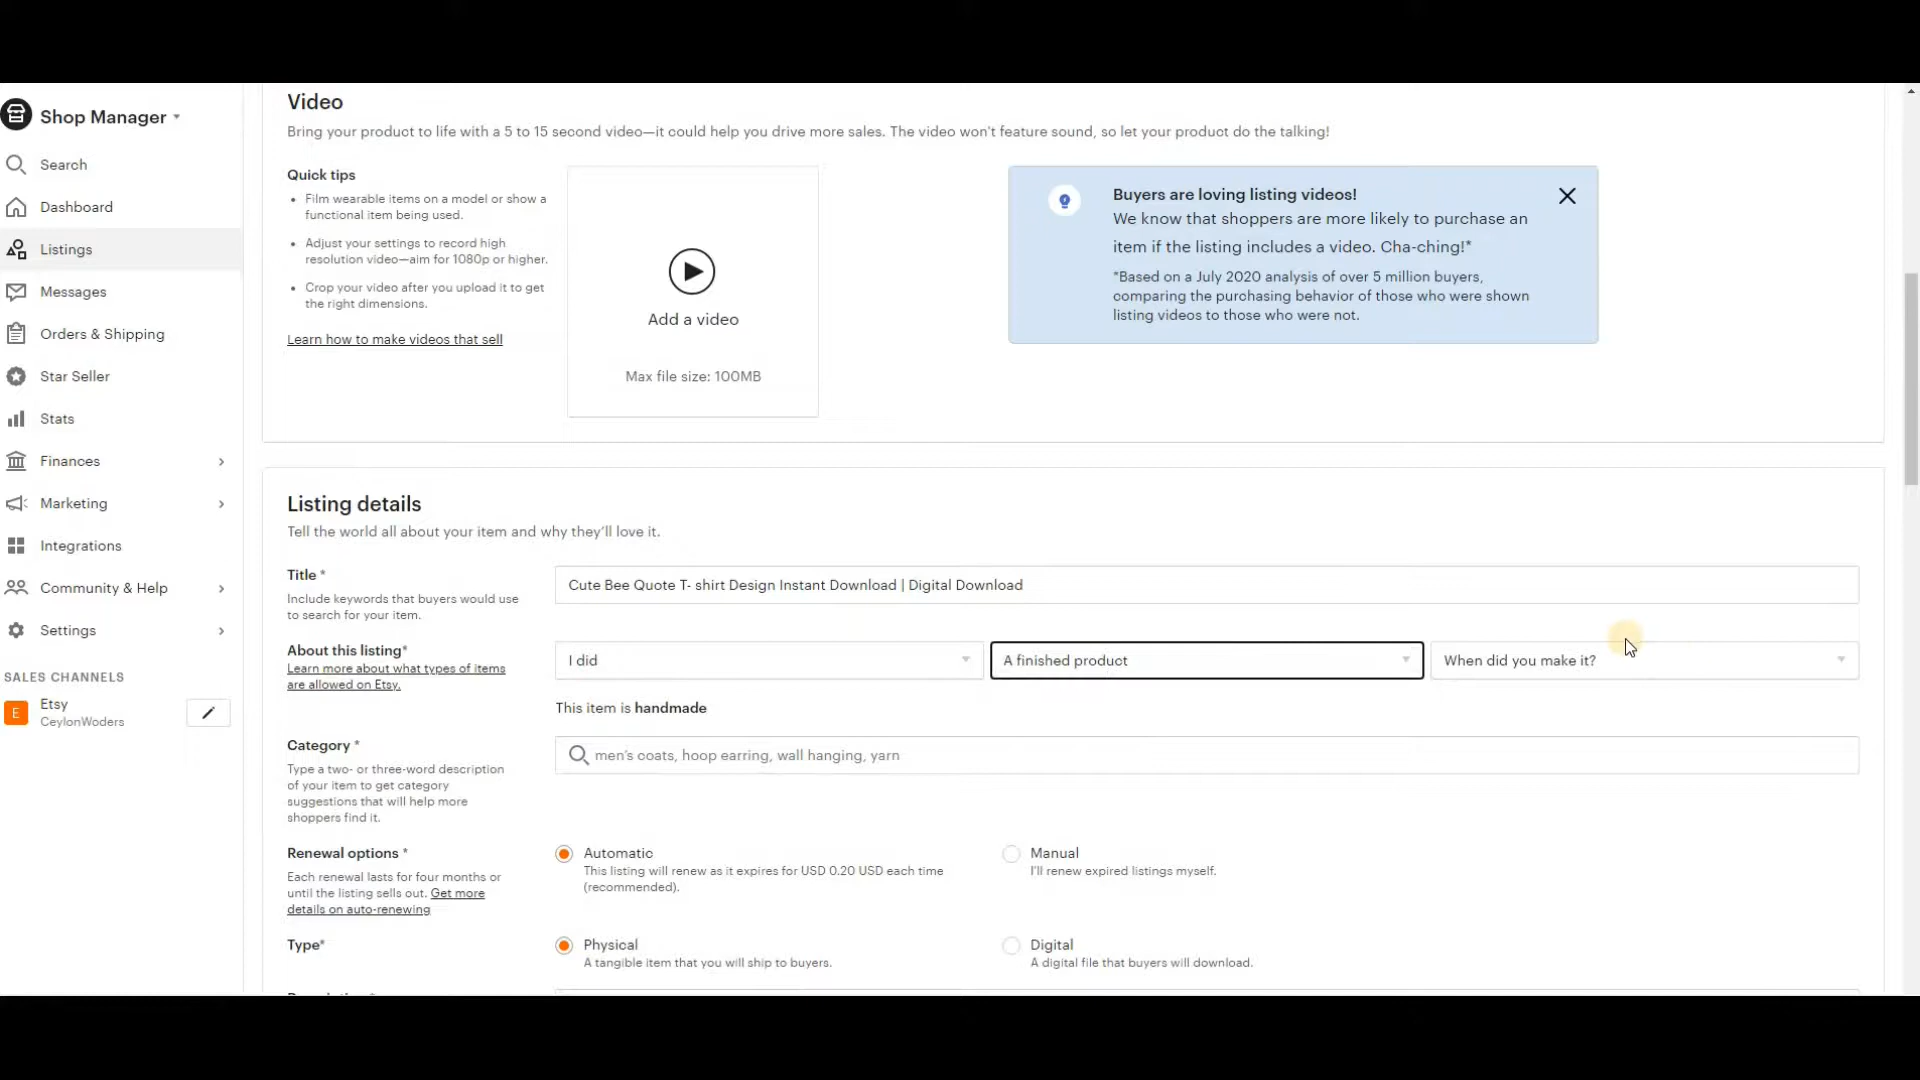 Shop Manager
Search
Dashboard
Listings
Messages
Orders & Shipping
Star Seller
Stats
Finances
Marketing
Integrations
Community & Help
Settings
SALES CHANNELS
E
Etsy
CeylonWoders
Video
Bring your product to life with a 5 to 15 second video—it could help you drive more sales. The video won't feature sound, so let your product do the talking!
Quick tips
• Film wearable items on a model or show a
functional item being used.
• Adjust your settings to record high
resolution video—aim for 1080p or higher.
• Crop your video after you upload it to get
the right dimensions.
Learn how to make videos that sell
Add a video
Max file size: 100MB
Buyers are loving listing videos!
We know that shoppers are more likely to purchase an
item if the listing includes a video. Cha-ching!*
*Based on a July 2020 analysis of over 5 million buyers,
comparing the purchasing behavior of those who were shown
listing videos to those who were not.
Listing details
Tell the world all about your item and why they'll love it.
Title *
Include keywords that buyers would use
to search for your item.
Cute Bee Quote T- shirt Design Instant Download | Digital Download
About this listing*
Learn more about what types of items
are allowed on Etsy.
I did
A finished product
When did you make it?
This item is handmade
Category *
Type a two- or three-word description
of your item to get category
suggestions that will help more
shoppers find it.
men's coats, hoop earring, wall hanging, yarn
Renewal options *
Each renewal lasts for four months or
until the listing sells out. Get more
details on auto-renewing
Automatic
This listing will renew as it expires for USD 0.20 USD each time
(recommended).
Manual
I'll renew expired listings myself.
Type*
Physical
A tangible item that you will ship to buyers.
Digital
A digital file that buyers will download.